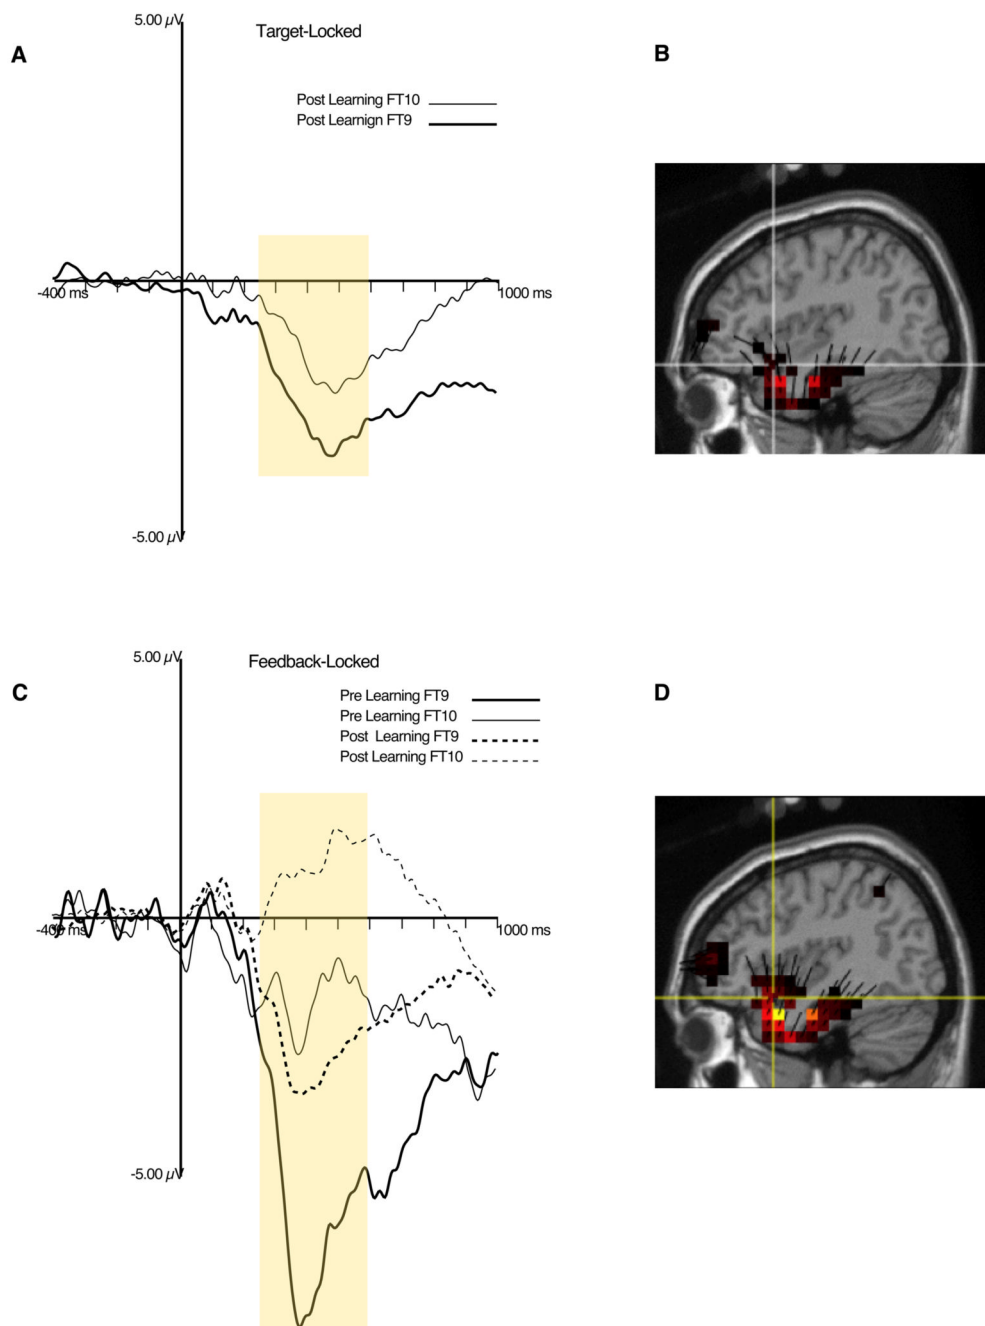 A
5.00 µV
Target-Locked
Post Learning FT10
Post Learnign FT9
-400 ms
1000 ms
-5.00 µV
B
C
5.00 µV
Feedback-Locked
Pre Learning FT9
Pre Learning FT10
Post Learning FT9
Post Learning FT10
-400 ms
1000 ms
-5.00 µV
D